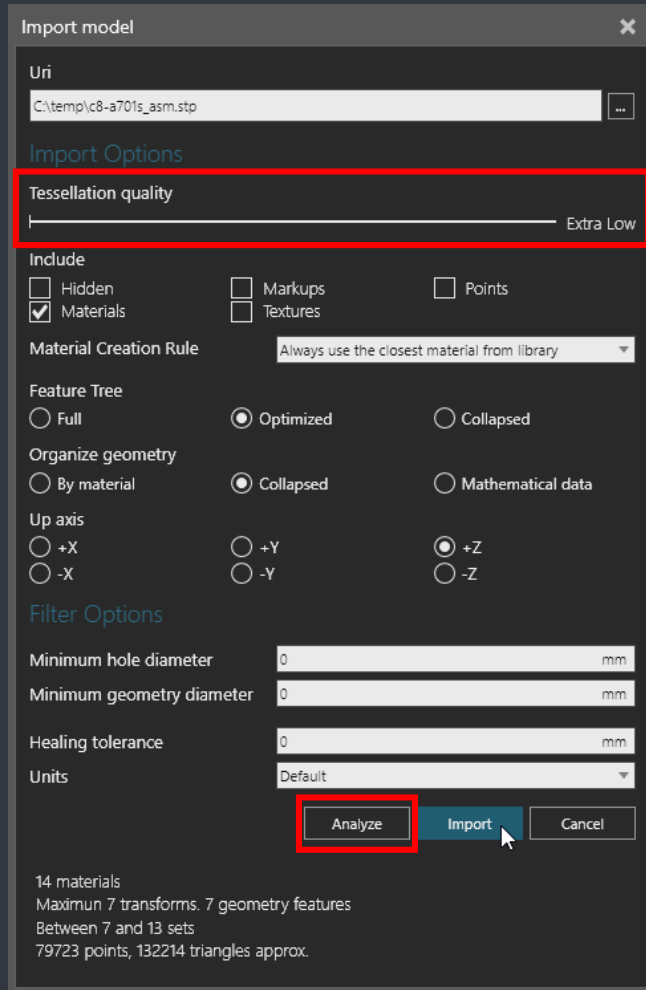 Import model
Uri
C:\temp\c8-a701s_asm.stp
...
Import Options
Tessellation quality
Extra Low
Include
Hidden Markups Points
Materials Textures
Material Creation Rule Always use the closest material from library
Feature Tree
Full Optimized Collapsed
Organize geometry
By material Collapsed Mathematical data
Up axis
+X +Y +Z
-X -Y -Z
Filter Options
Minimum hole diameter 0 mm
Minimum geometry diameter 0 mm
Healing tolerance 0 mm
Units Default
Analyze Import Cancel
14 materials
Maximun 7 transforms. 7 geometry features
Between 7 and 13 sets
79723 points, 132214 triangles approx.